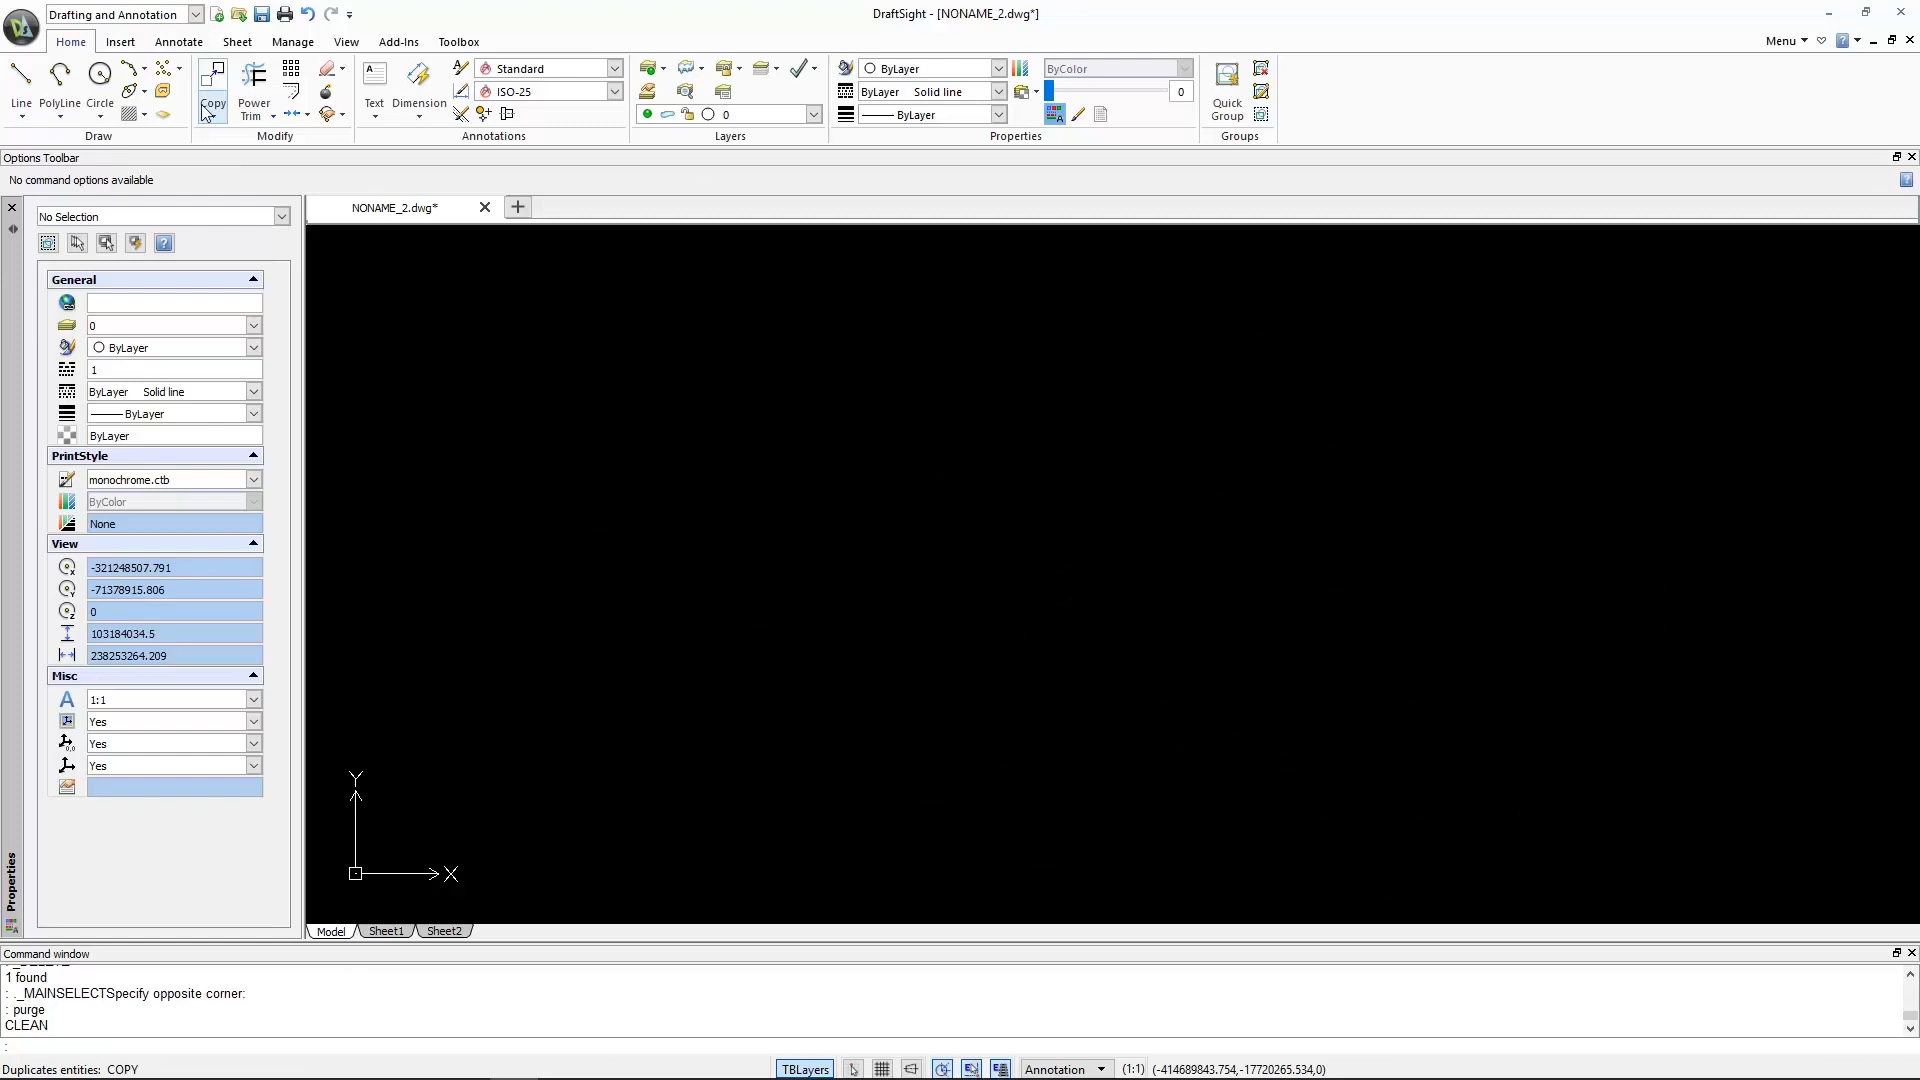 Drafting and Annotation
DraftSight - [NONAME_2.dwg*]
Home Insert Annotate Sheet Manage View Add-Ins Toolbox
Menu
Line PolyLine Circle
Draw
Copy
Power Trim
Modify
Text Dimension
Standard
ISO-25
Annotations
0
Layers
ByLayer
ByLayer Solid line
ByLayer
ByColor
0
Properties
Quick Group
Groups
Options Toolbar
No command options available
NONAME_2.dwg*
No Selection
General
0
ByLayer
1
ByLayer Solid line
ByLayer
ByLayer
PrintStyle
monochrome.ctb
ByColor
None
View
-321248507.791
-71378915.806
0
103184034.5
238253264.209
Misc
1:1
Yes
Yes
Yes
Properties
Y
X
Model Sheet1 Sheet2
Command window
1 found
: ._MAINSELECTSpecify opposite corner:
: purge
CLEAN
:
Duplicates entities: COPY
TBLayers
Annotation
(1:1) (-414689843.754,-17720265.534,0)